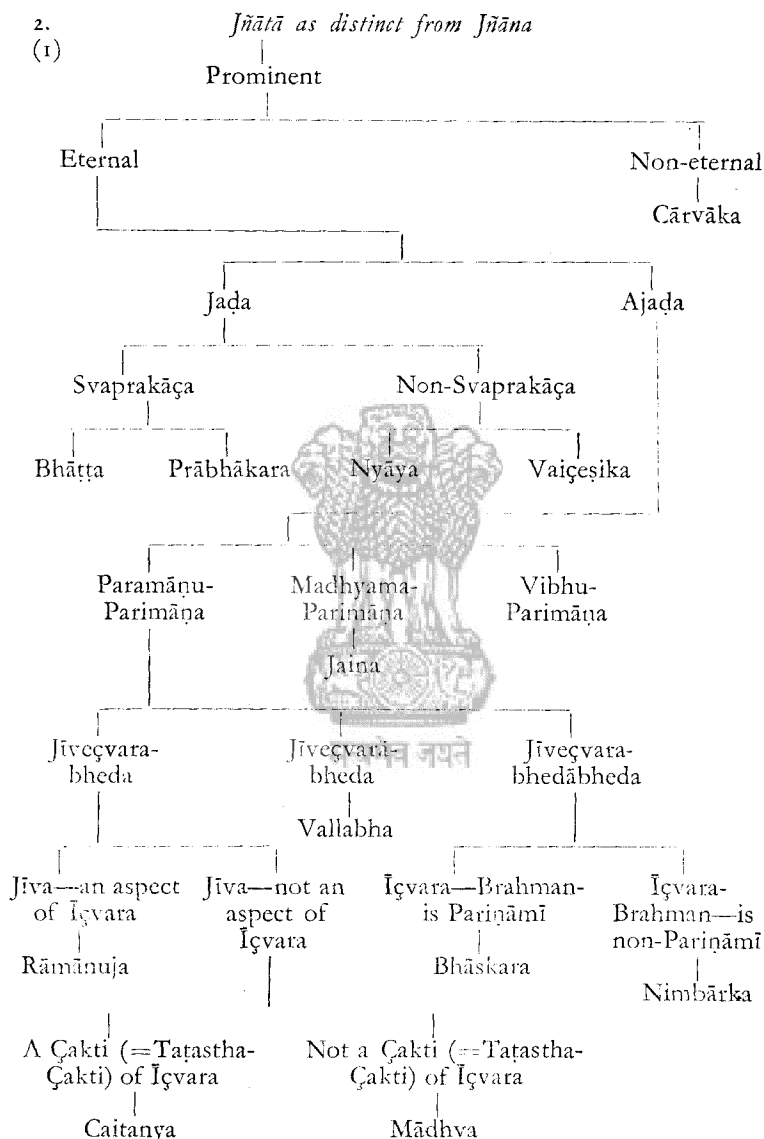 2. Jñātā as distinct from Jñāna
(1)
Prominent
Eternal Non-eternal
Cārvāka
Jaḍa Ajaḍa
Svaprakāça Non-Svaprakāça
Bhāṭṭa Prābhākara Nyāya Vaiçeṣika
Paramāṇu- Madhyama- Vibhu-
Parimāṇa Parimāṇa Parimāṇa
Jaina
Jīveçvara- Jīveçvara- Jīveçvara-
bheda bheda bhedābheda
सत्यमेव जयते
Vallabha
Jīva—an aspect Jīva—not an Īçvara—Brahman- Īçvara-
of Īçvara aspect of is Pariṇāmī Brahman—is
Īçvara non-Pariṇāmī
Rāmānuja Bhāskara
Nimbārka
A Çakti (=Taṭastha- Not a Çakti (=Taṭastha-
Çakti) of Īçvara Çakti) of Īçvara
Caitanya Mādhva